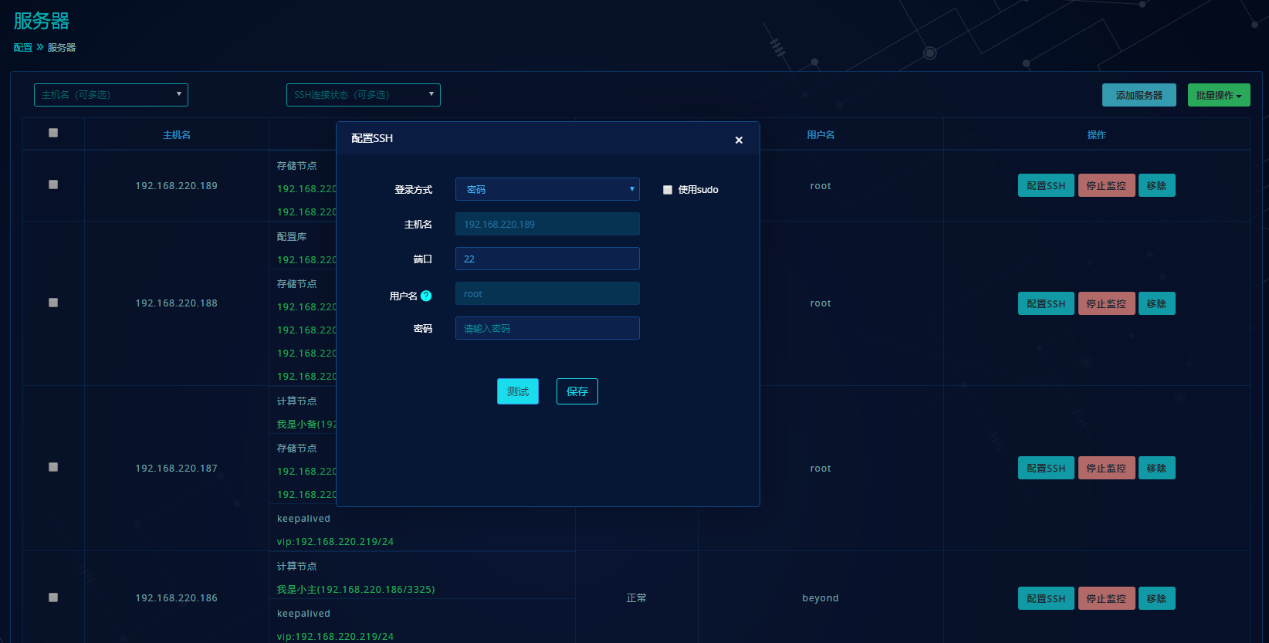 服务器
配置 » 服务器
主机名（可多选）
SSH连接状态（可多选）
添加服务器
批量操作
主机名
用户名
操作
配置SSH
×
登录方式
密码
使用sudo
主机名
192.168.220.189
端口
22
用户名 ?
root
密码
请输入密码
测试
保存
192.168.220.189
存储节点
192.168.220
192.168.220
root
配置SSH
停止监控
移除
192.168.220.188
配置库
192.168.220
存储节点
192.168.220
192.168.220
192.168.220
192.168.220
root
配置SSH
停止监控
移除
192.168.220.187
计算节点
我是小备(192
存储节点
192.168.220
192.168.220
keepalived
vip:192.168.220.219/24
root
配置SSH
停止监控
移除
192.168.220.186
计算节点
我是小主(192.168.220.186/3325)
keepalived
vip:192.168.220.219/24
正常
beyond
配置SSH
停止监控
移除